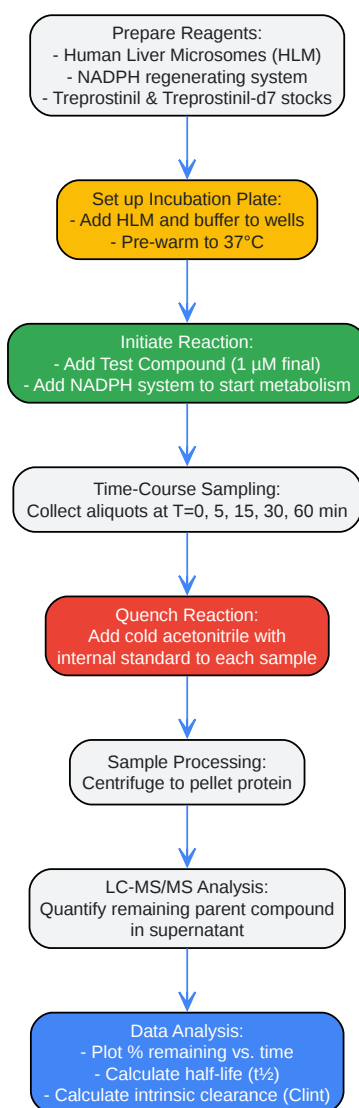 Prepare Reagents:
- Human Liver Microsomes (HLM)
- NADPH regenerating system
- Treprostinil & Treprostinil-d7 stocks
Set up Incubation Plate:
- Add HLM and buffer to wells
- Pre-warm to 37°C
Initiate Reaction:
- Add Test Compound (1 µM final)
- Add NADPH system to start metabolism
Time-Course Sampling:
Collect aliquots at T=0, 5, 15, 30, 60 min
Quench Reaction:
Add cold acetonitrile with
internal standard to each sample
Sample Processing:
Centrifuge to pellet protein
LC-MS/MS Analysis:
Quantify remaining parent compound
in supernatant
Data Analysis:
- Plot % remaining vs. time
- Calculate half-life (t½)
- Calculate intrinsic clearance (Clint)